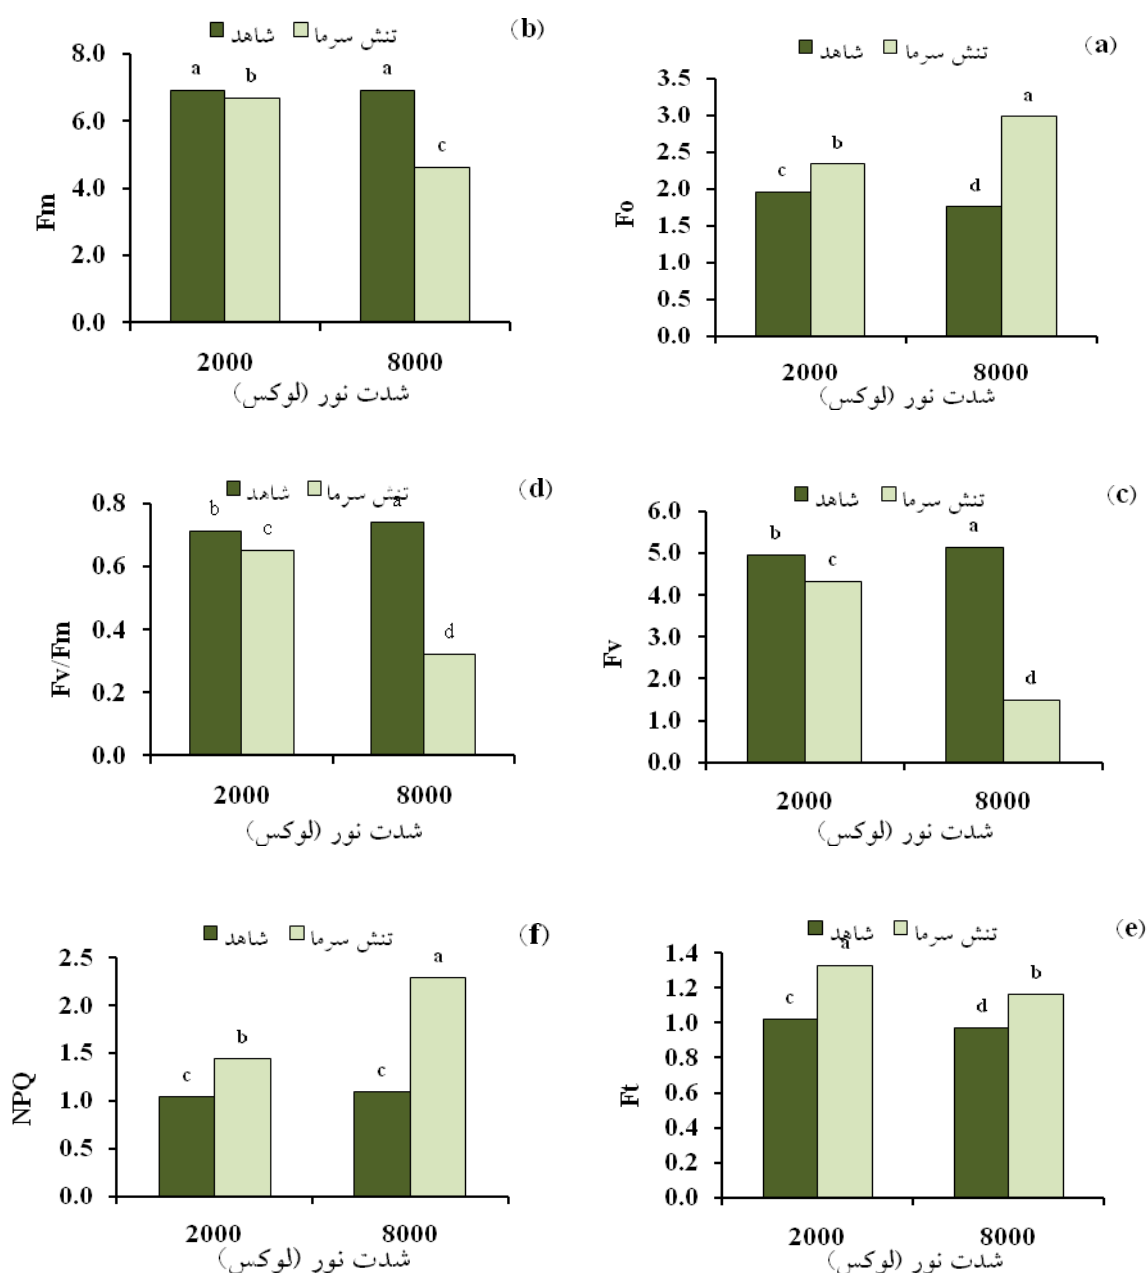 (a)
شاهد تنش سرما
Fo
3.5
3.0
2.5
2.0
1.5
1.0
0.5
0.0
c b d a
2000 8000
شدت نور (لوکس)
(b)
شاهد تنش سرما
Fm
8.0
6.0
4.0
2.0
0.0
a b a c
2000 8000
شدت نور (لوکس)
(c)
شاهد تنش سرما
Fv
6.0
5.0
4.0
3.0
2.0
1.0
0.0
b c a d
2000 8000
شدت نور (لوکس)
(d)
شاهد تنش سرما
Fv/Fm
0.8
0.6
0.4
0.2
0.0
b c a d
2000 8000
شدت نور (لوکس)
(e)
شاهد تنش سرما
Ft
1.4
1.2
1.0
0.8
0.6
0.4
0.2
0.0
c a d b
2000 8000
شدت نور (لوکس)
(f)
شاهد تنش سرما
NPQ
2.5
2.0
1.5
1.0
0.5
0.0
c b c a
2000 8000
شدت نور (لوکس)